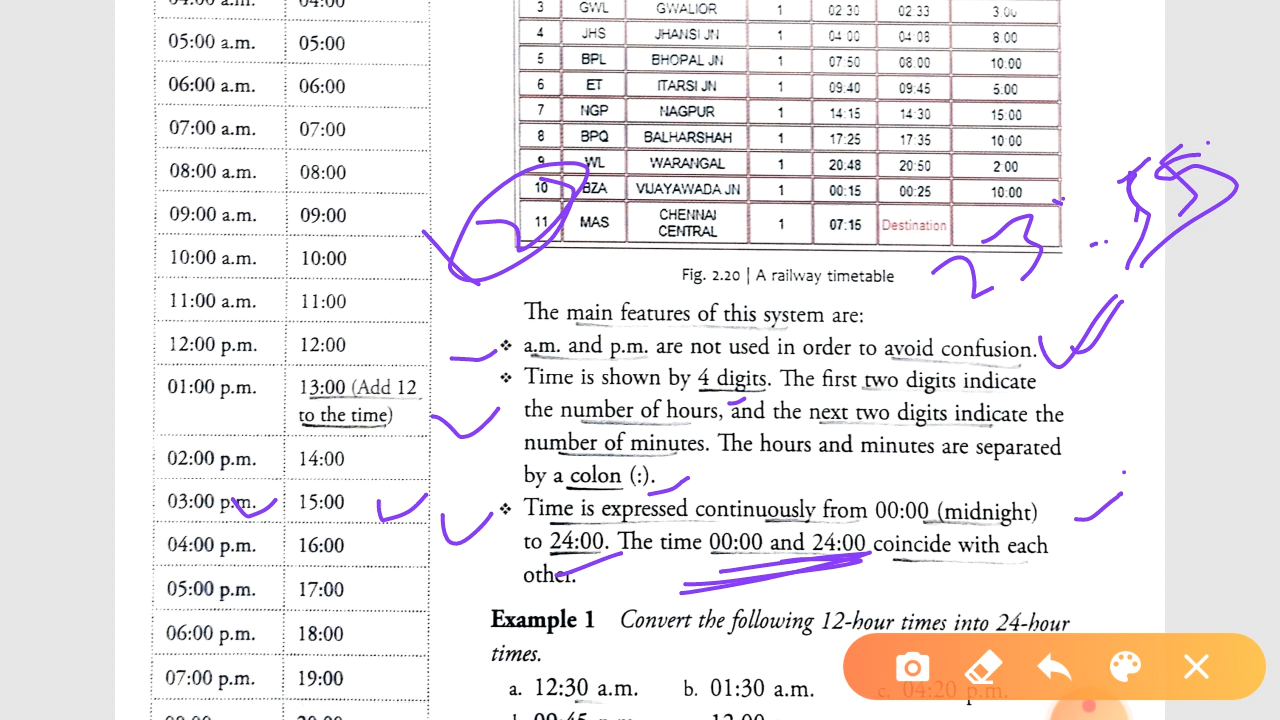 04:00 a.m. 04:00
05:00 a.m. 05:00
06:00 a.m. 06:00
07:00 a.m. 07:00
08:00 a.m. 08:00
09:00 a.m. 09:00
10:00 a.m. 10:00
11:00 a.m. 11:00
12:00 p.m. 12:00
01:00 p.m. 13:00 (Add 12
to the time)
02:00 p.m. 14:00
03:00 p.m. 15:00
04:00 p.m. 16:00
05:00 p.m. 17:00
06:00 p.m. 18:00
07:00 p.m. 19:00
3 GWL GWALIOR 1 02 30 02 33 3.00
4 JHS JHANSI JN 1 04 00 04 08 8.00
5 BPL BHOPAL JN 1 07 50 08:00 10:00
6 ET ITARSI JN 1 09.40 09:45 5.00
7 NGP NAGPUR 1 14:15 14:30 15:00
8 BPQ BALHARSHAH 1 17:25 17 35 10:00
9 WL WARANGAL 1 20.48 20:50 2:00
10 BZA VIJAYAWADA JN 1 00:15 00:25 10:00
11 MAS CHENNAI CENTRAL 1 07:15 Destination
23
Fig. 2.20 | A railway timetable
The main features of this system are:
❖ a.m. and p.m. are not used in order to avoid confusion.
❖ Time is shown by 4 digits. The first two digits indicate
the number of hours, and the next two digits indicate the
number of minutes. The hours and minutes are separated
by a colon (:).
❖ Time is expressed continuously from 00:00 (midnight)
to 24:00. The time 00:00 and 24:00 coincide with each
other.
Example 1 Convert the following 12-hour times into 24-hour
times.
a. 12:30 a.m. b. 01:30 a.m. c. 04:20 p.m.